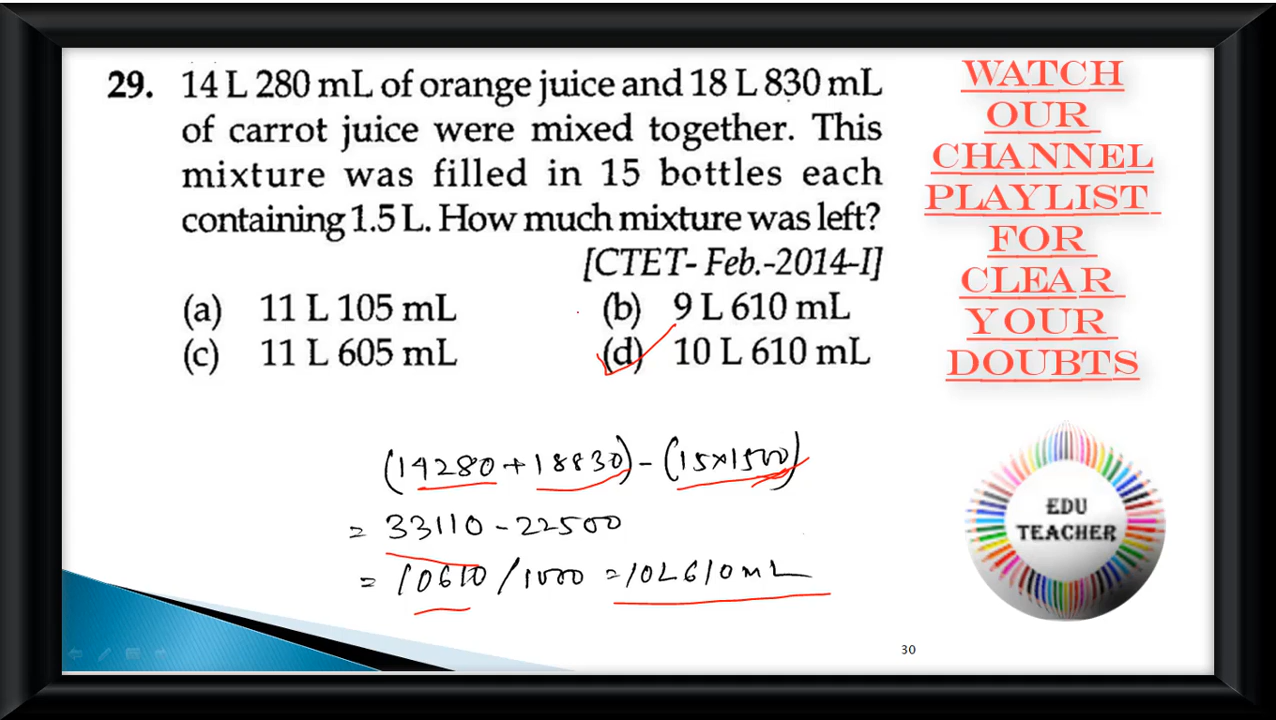 29. 14 L 280 mL of orange juice and 18 L 830 mL
of carrot juice were mixed together. This
mixture was filled in 15 bottles each
containing 1.5 L. How much mixture was left?
[CTET- Feb.-2014-I]
(a) 11 L 105 mL (b) 9 L 610 mL
(c) 11 L 605 mL (d) 10 L 610 mL
(14280+18830)-(15×1500)
= 33110-22500
= 10610/1000 = 10L610mL
WATCH
OUR
CHANNEL
PLAYLIST
FOR
CLEAR
YOUR
DOUBTS
EDU
TEACHER
30